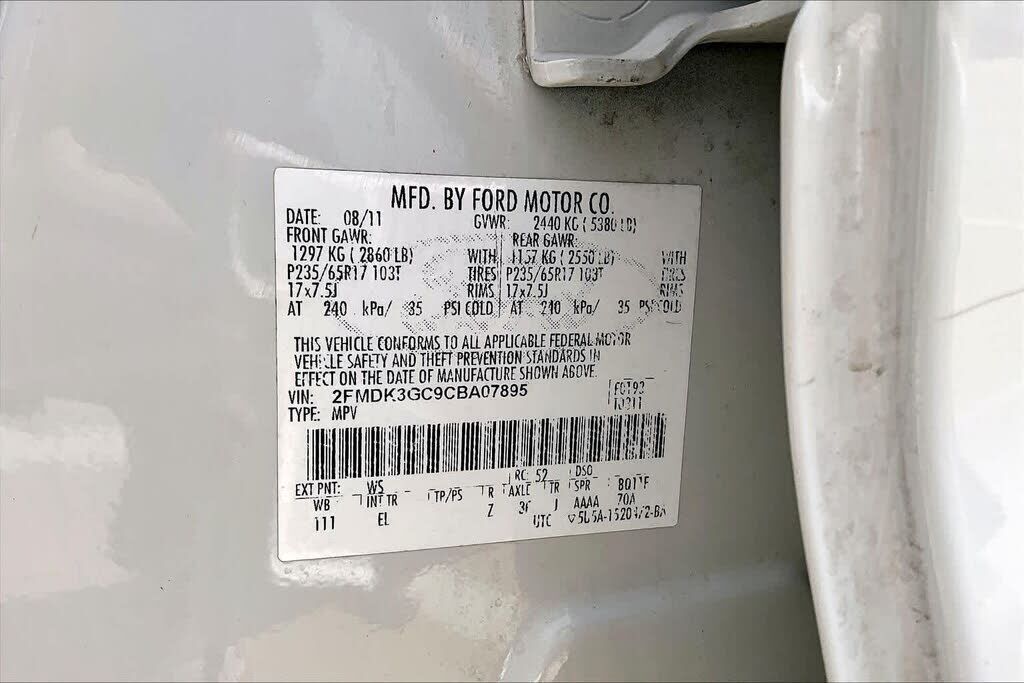 MFD. BY FORD MOTOR CO.
DATE: 08/11 GVWR: 2440 KG ( 5380 LB)
FRONT GAWR: REAR GAWR:
1297 KG ( 2860 LB) WITH 1157 KG ( 2550 LB) WITH
P235/65R17 103T TIRES P235/65R17 103T TIRES
17x7.5J RIMS 17x7.5J RIMS
AT 240 kPa/ 35 PSI COLD AT 240 kPa/ 35 PSI COLD
THIS VEHICLE CONFORMS TO ALL APPLICABLE FEDERAL MOTOR
VEHICLE SAFETY AND THEFT PREVENTION STANDARDS IN
EFFECT ON THE DATE OF MANUFACTURE SHOWN ABOVE.
VIN: 2FMDK3GC9CBA07895
TYPE: MPV
EXT PNT: WS RC: 52 DSO:
WB INT TR TP/PS R AXLE TR SPR
111 EL Z J AAAA
UTC